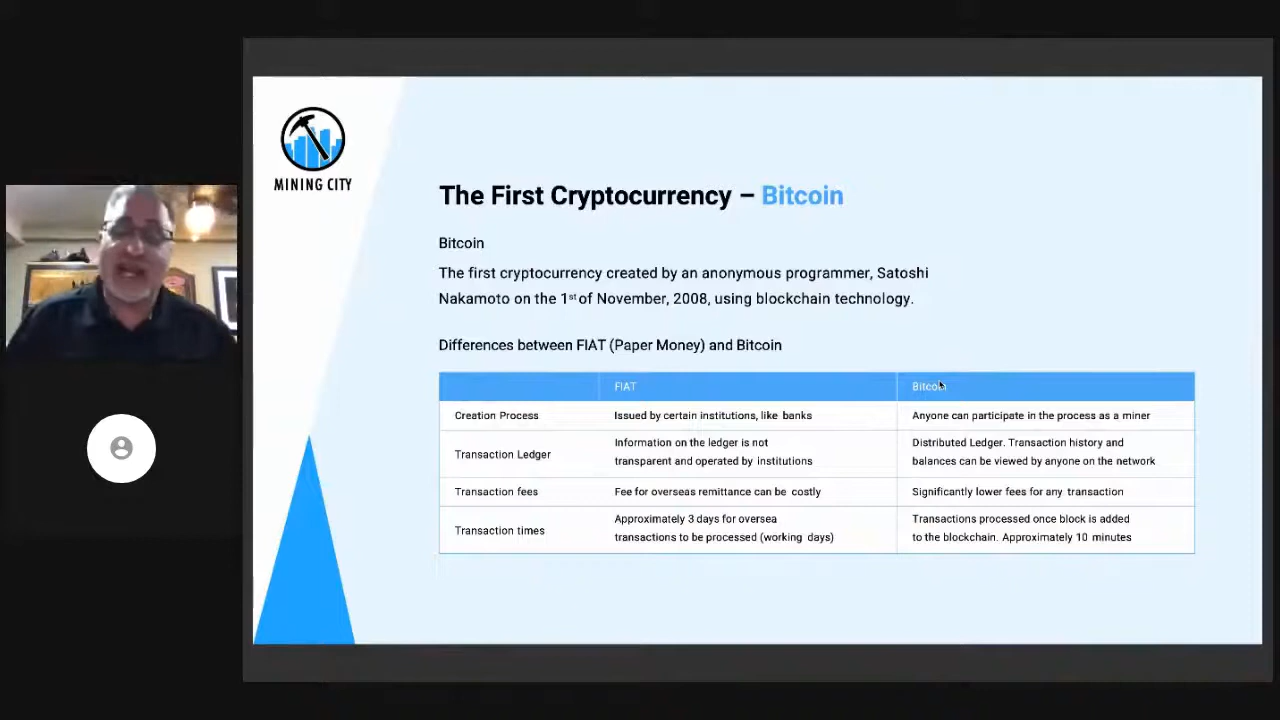 MINING CITY
The First Cryptocurrency – Bitcoin
Bitcoin
The first cryptocurrency created by an anonymous programmer, Satoshi
Nakamoto on the 1st of November, 2008, using blockchain technology.
Differences between FIAT (Paper Money) and Bitcoin
FIAT Bitcoin
Creation Process Issued by certain institutions, like banks Anyone can participate in the process as a miner
Transaction Ledger
Information on the ledger is not
transparent and operated by institutions
Distributed Ledger. Transaction history and
balances can be viewed by anyone on the network
Transaction fees Fee for overseas remittance can be costly Significantly lower fees for any transaction
Transaction times
Approximately 3 days for oversea
transactions to be processed (working days)
Transactions processed once block is added
to the blockchain. Approximately 10 minutes